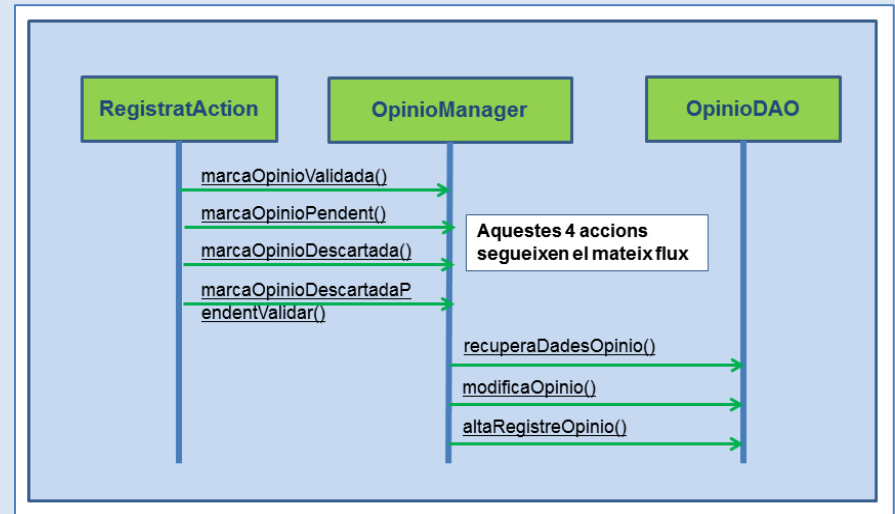 RegistratAction
OpinioManager
OpinioDAO
marcaOpinioValidada()
marcaOpinioPendent()
Aquestes 4 accions
segueixen el mateix flux
marcaOpinioDescartada()
marcaOpinioDescartadaP
endentValidar()
recuperaDadesOpinio()
modificaOpinio()
altaRegistreOpinio()